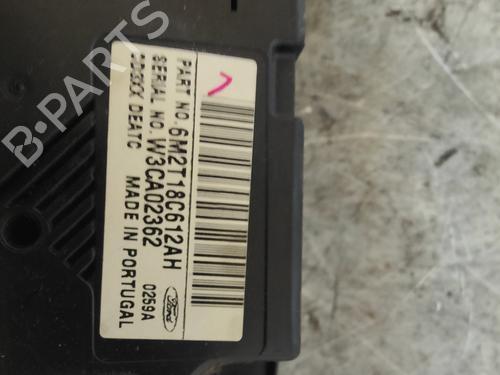 PART NO. 6M2T18C612AH
SERIAL NO. W3CA02362
DEATC MADE IN PORTUGAL
0259A
Ford
B-PARTS